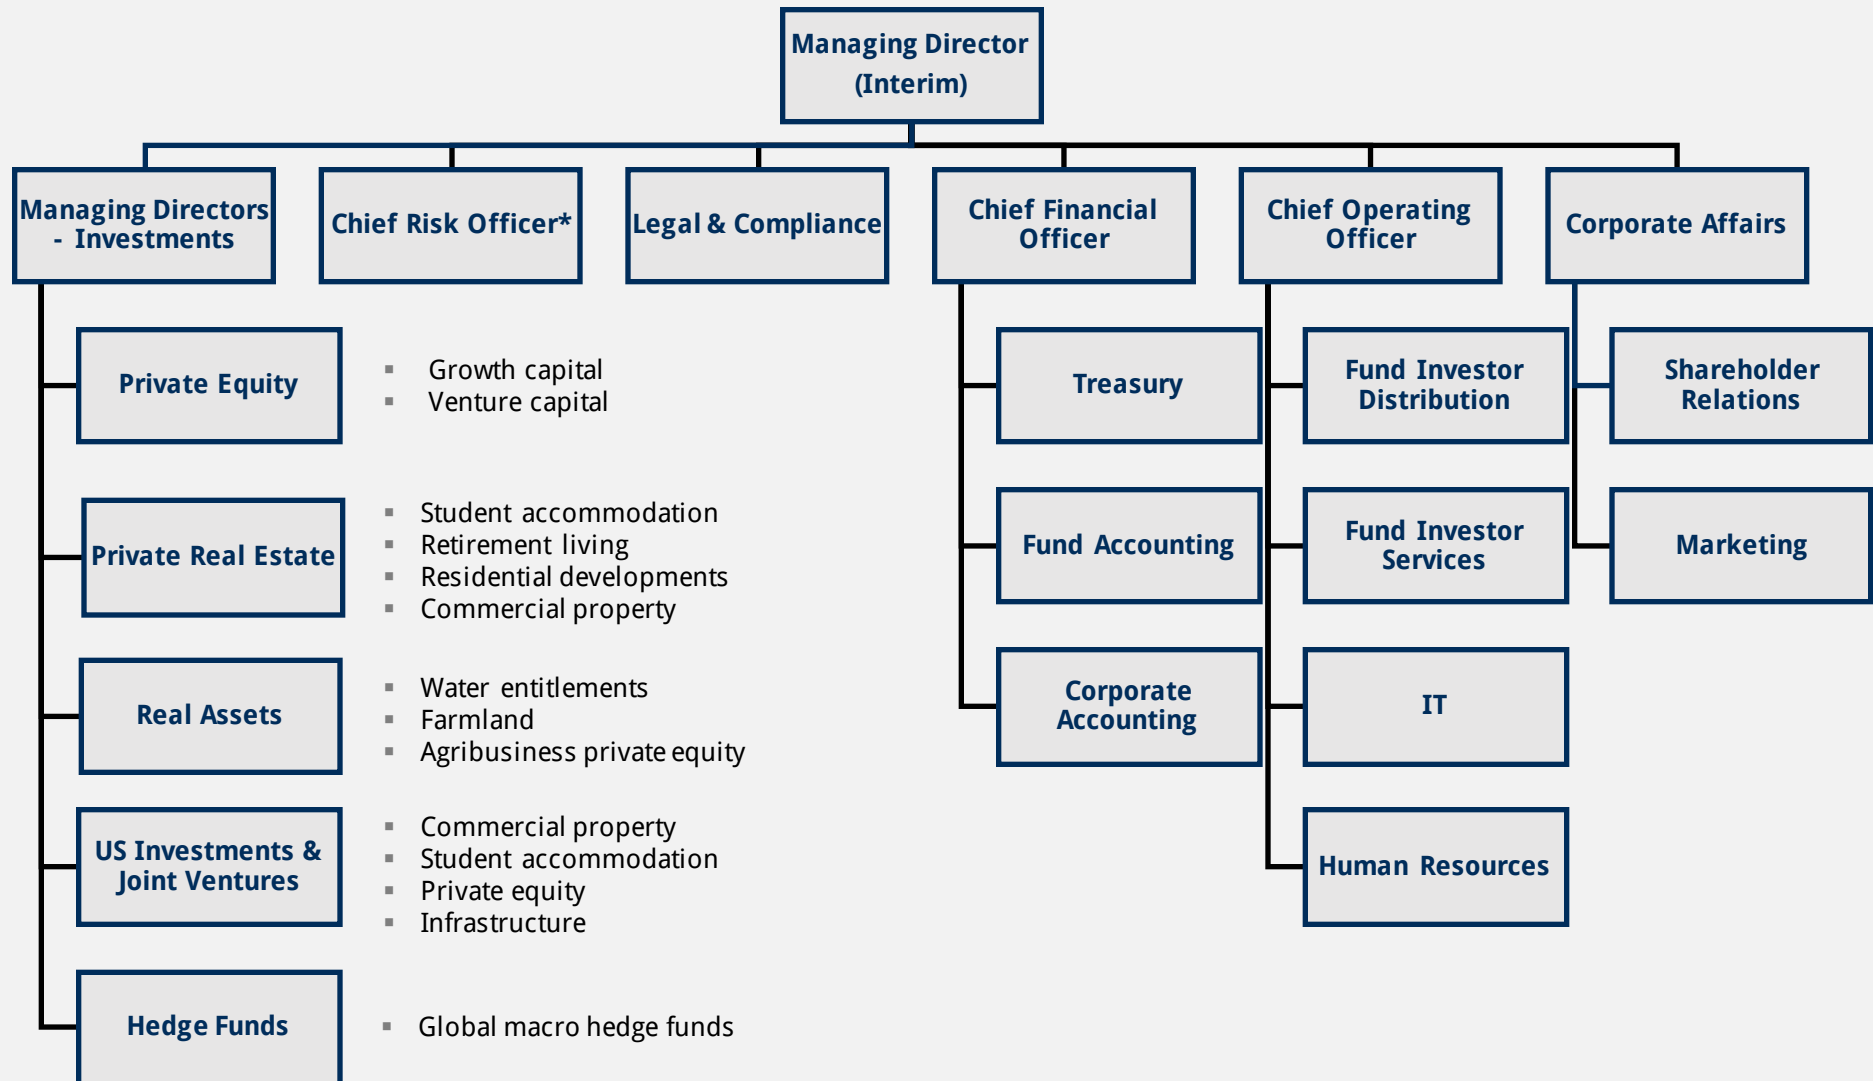 Managing Director
(Interim)
Managing Directors
- Investments
Chief Risk Officer*
Legal & Compliance
Chief Financial
Officer
Chief Operating
Officer
Corporate Affairs
Private Equity
▪ Growth capital
▪ Venture capital
Private Real Estate
▪ Student accommodation
▪ Retirement living
▪ Residential developments
▪ Commercial property
Real Assets
▪ Water entitlements
▪ Farmland
▪ Agribusiness private equity
US Investments &
Joint Ventures
▪ Commercial property
▪ Student accommodation
▪ Private equity
▪ Infrastructure
Hedge Funds
▪ Global macro hedge funds
Treasury
Fund Accounting
Corporate
Accounting
Fund Investor
Distribution
Fund Investor
Services
IT
Human Resources
Shareholder
Relations
Marketing